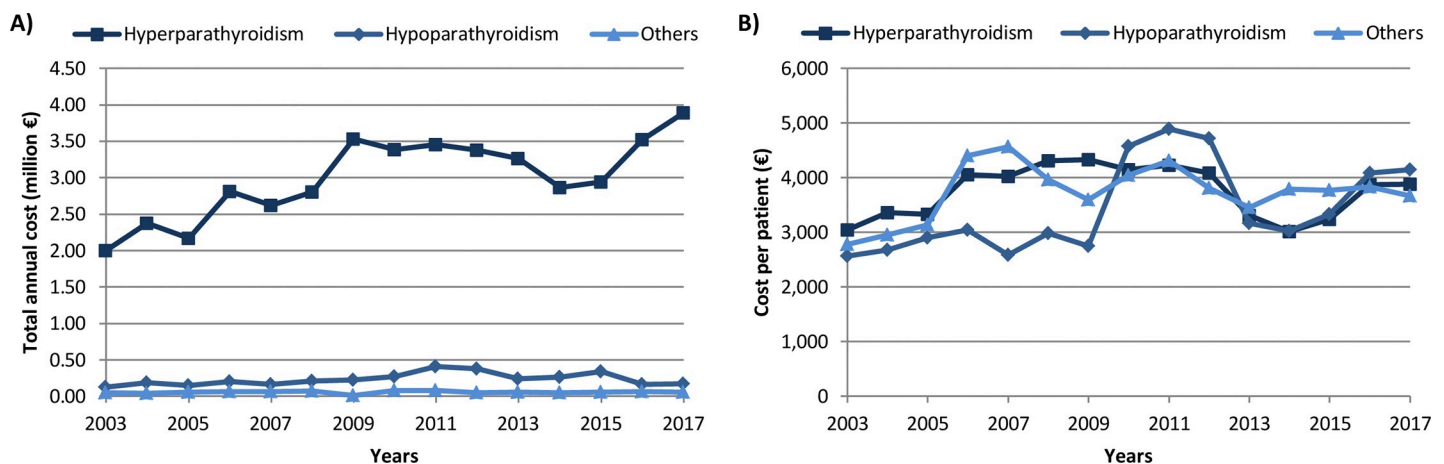 A)
Hyperparathyroidism Hypoparathyroidism Others
Total annual cost (million €)
4.50
4.00
3.50
3.00
2.50
2.00
1.50
1.00
0.50
0.00
2003 2005 2007 2009 2011 2013 2015 2017
Years
B)
Hyperparathyroidism Hypoparathyroidism Others
Cost per patient (€)
6,000
5,000
4,000
3,000
2,000
1,000
0
2003 2005 2007 2009 2011 2013 2015 2017
Years